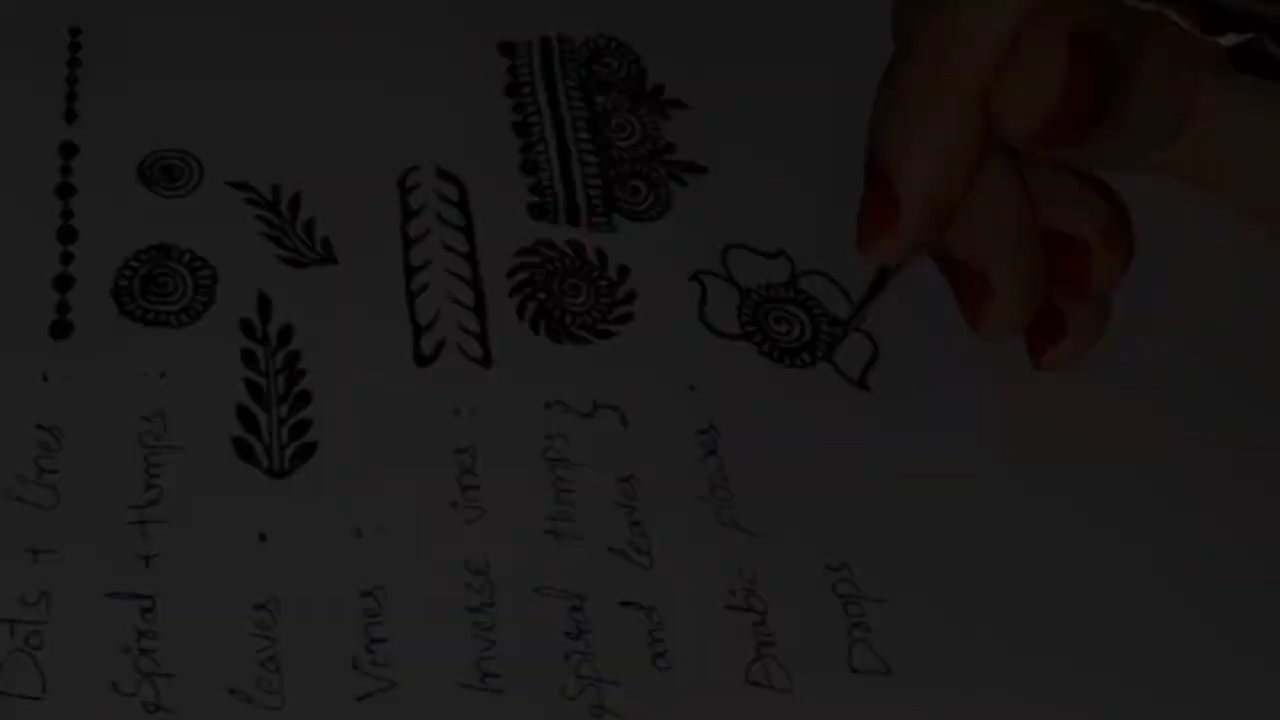 Dots + lines :
Spiral + Humps :
leaves :
Vines :
Inverse vines :
Spiral Humps }
and leaves
Arabic flowers :
Drops